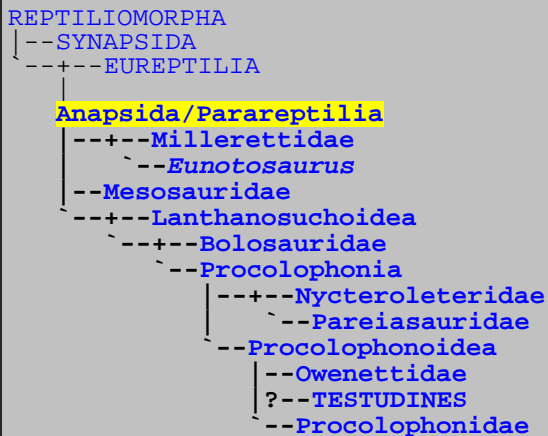 REPTILIOMORPHA
|--SYNAPSIDA
`--+--EUREPTILIA
   |
   Anapsida/Parareptilia
   |--+--Millerettidae
   |  `--Eunotosaurus
   |--Mesosauridae
   `--+--Lanthanosuchoidea
      `--+--Bolosauridae
         `--Procolophonia
            |--+--Nycteroleteridae
            |  `--Pareiasauridae
            `--Procolophonoidea
               |--Owenettidae
               |?--TESTUDINES
               `--Procolophonidae